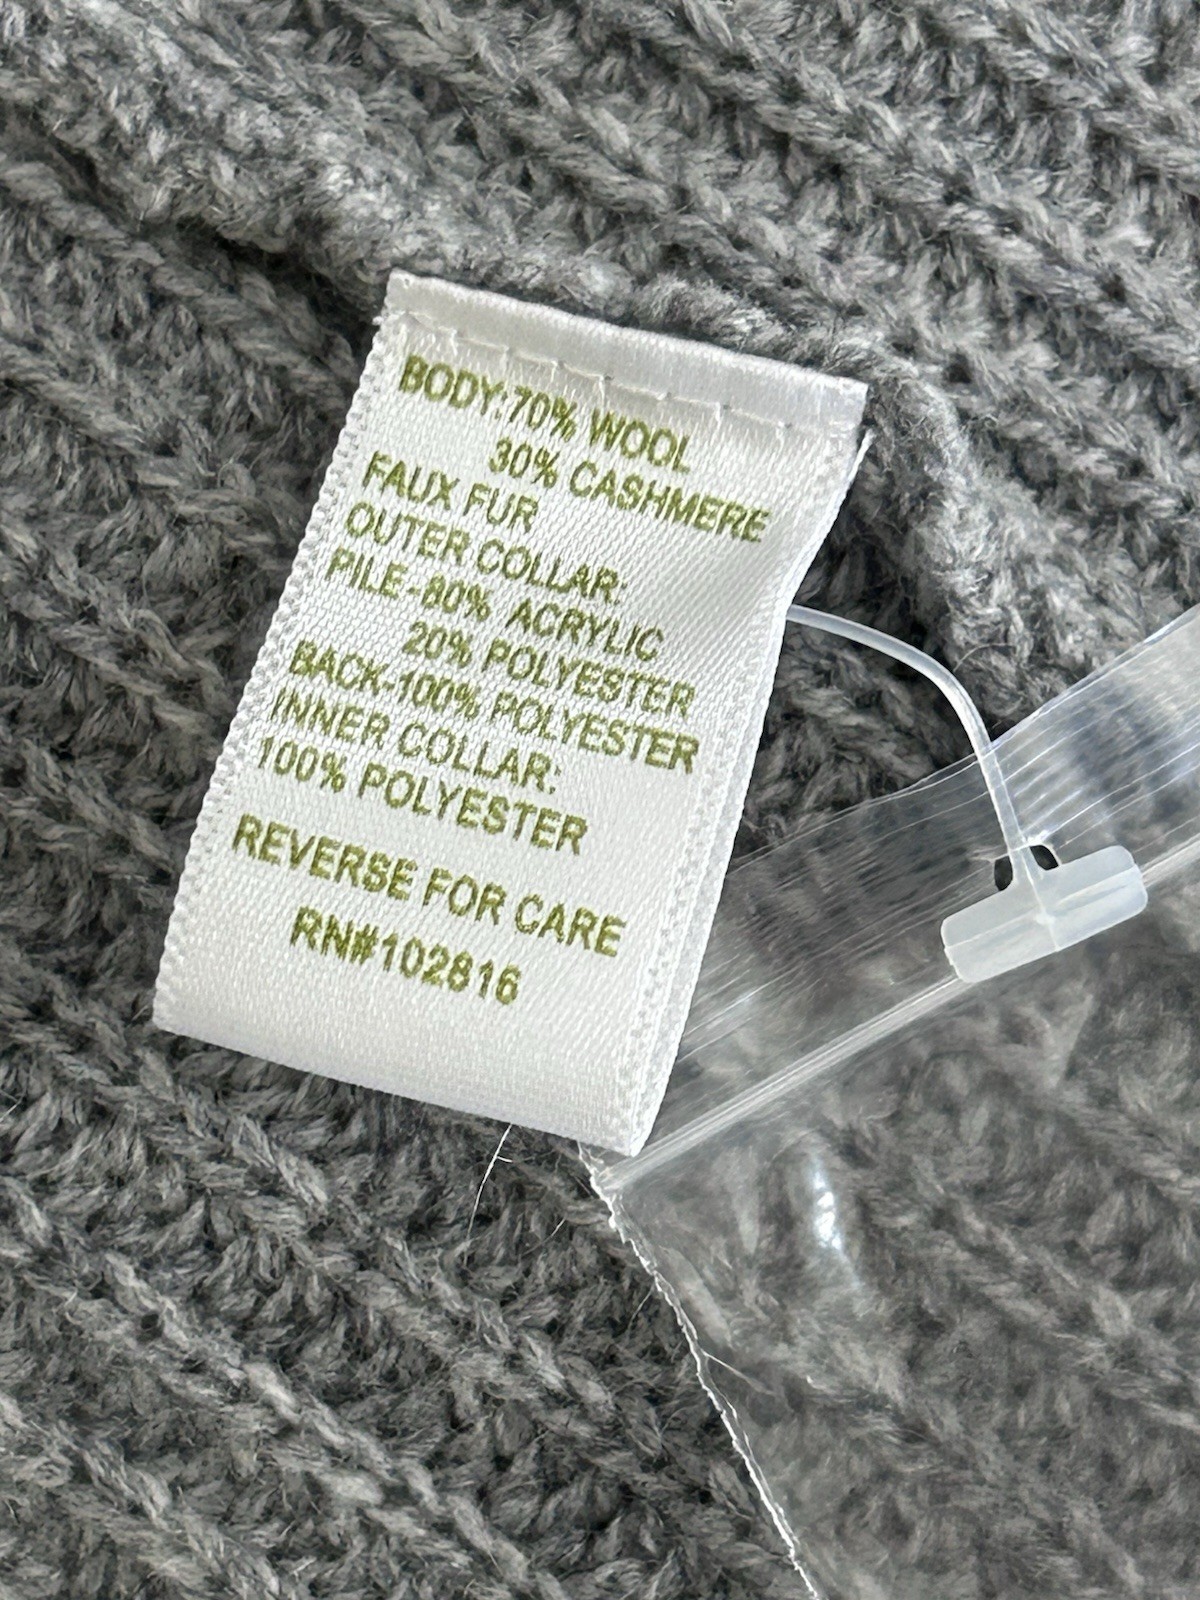 BODY:70% WOOL
30% CASHMERE
FAUX FUR
OUTER COLLAR:
PILE-80% ACRYLIC
20% POLYESTER
BACK-100% POLYESTER
INNER COLLAR:
100% POLYESTER
REVERSE FOR CARE
RN#102816